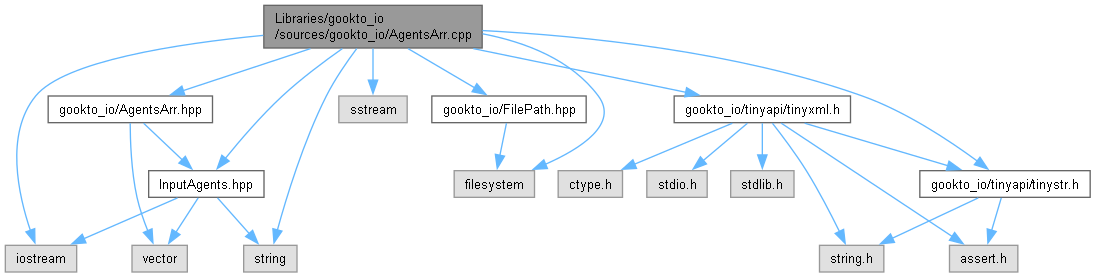 Libraries/gookto_io
/sources/gookto_io/AgentsArr.cpp
gookto_io/AgentsArr.hpp
sstream
gookto_io/FilePath.hpp
gookto_io/tinyapi/tinyxml.h
InputAgents.hpp
filesystem
ctype.h
stdio.h
stdlib.h
gookto_io/tinyapi/tinystr.h
iostream
vector
string
string.h
assert.h